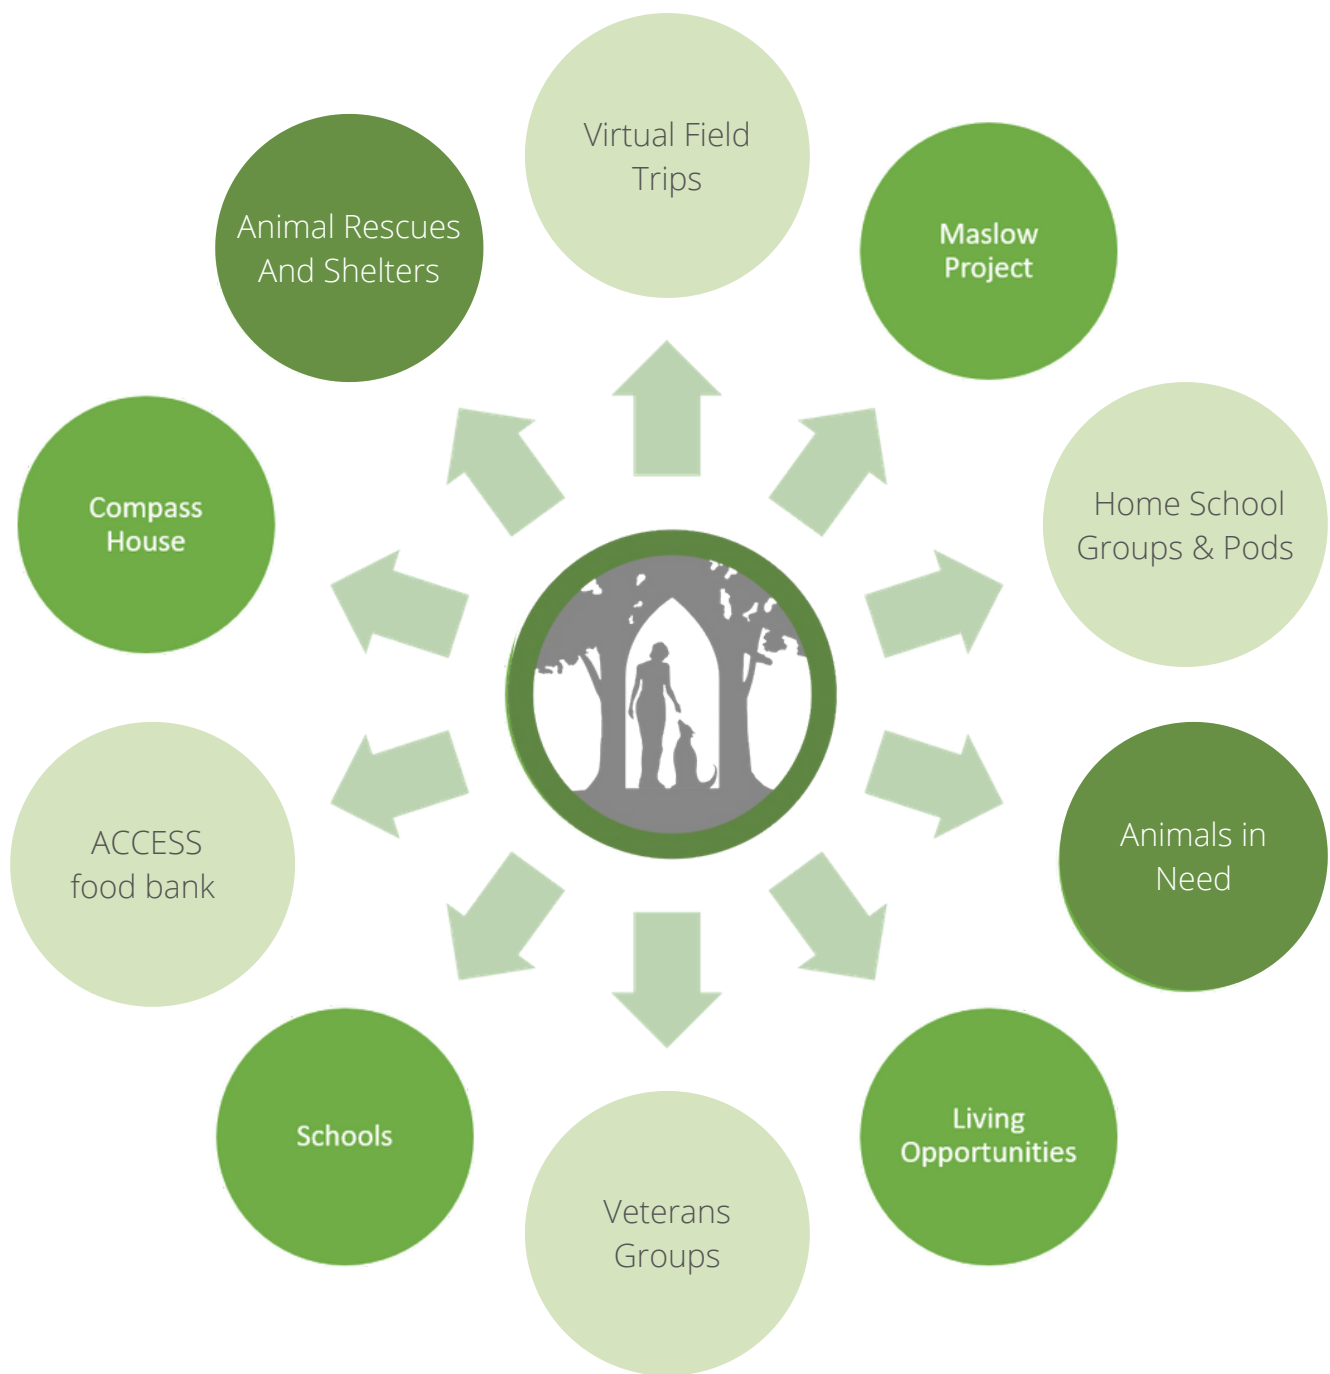 Virtual Field
Trips
Maslow
Project
Home School
Groups & Pods
Animals in
Need
Living
Opportunities
Veterans
Groups
Schools
ACCESS
food bank
Compass
House
Animal Rescues
And Shelters